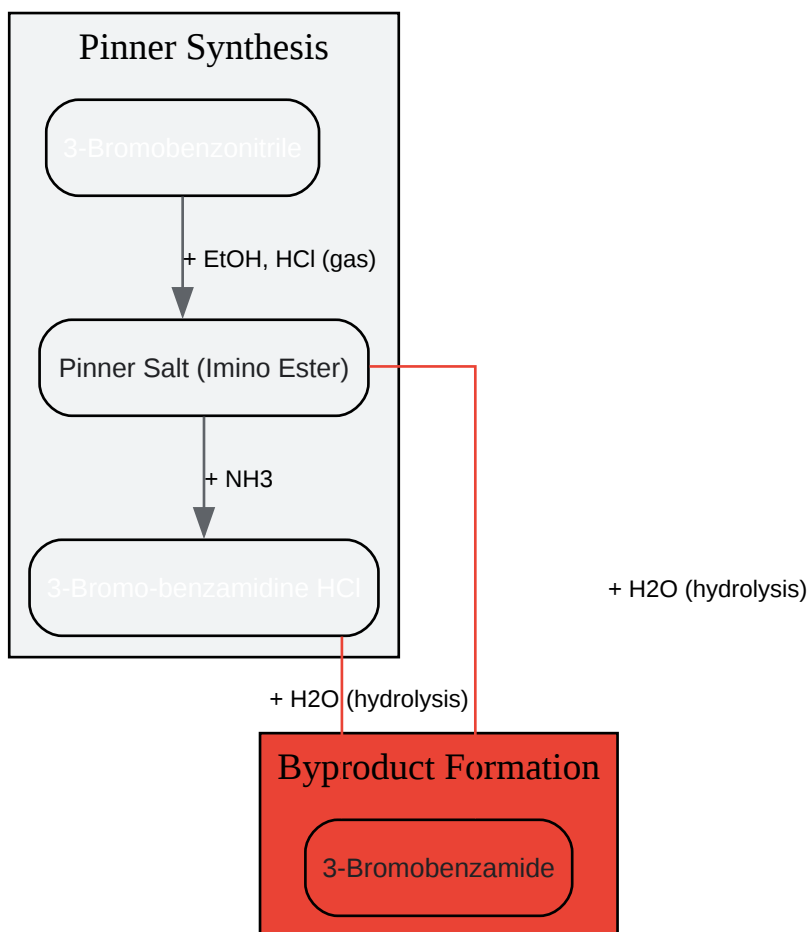 Pinner Synthesis
3-Bromobenzonitrile
+ EtOH, HCl (gas)
Pinner Salt (Imino Ester)
+ NH3
3-Bromo-benzamidine HCl
+ H2O (hydrolysis)
+ H2O (hydrolysis)
Byproduct Formation
3-Bromobenzamide